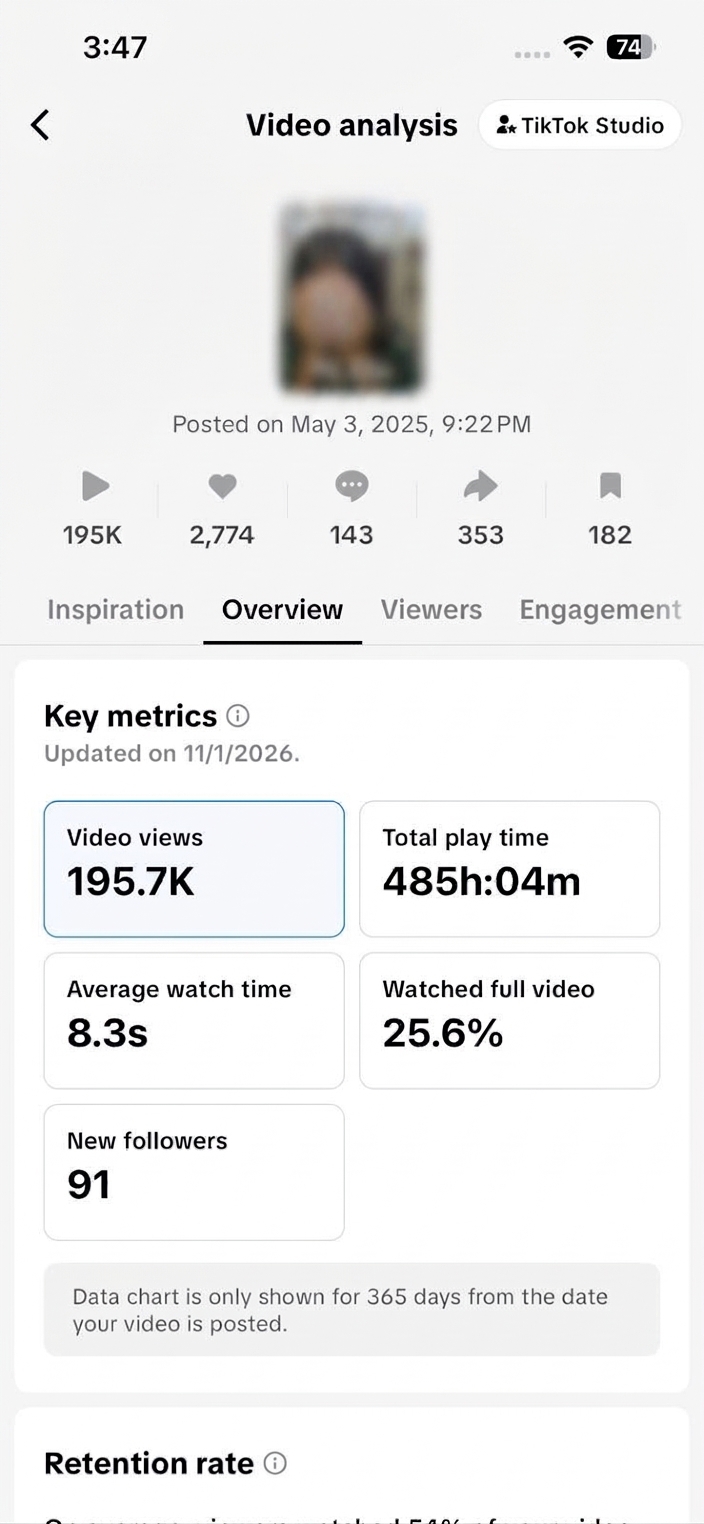 3:47
74
Video analysis
TikTok Studio
Posted on May 3, 2025, 9:22 PM
195K
2,774
143
353
182
Inspiration
Overview
Viewers
Engagement
Key metrics
Updated on 11/1/2026.
Video views
195.7K
Total play time
485h:04m
Average watch time
8.3s
Watched full video
25.6%
New followers
91
Data chart is only shown for 365 days from the date
your video is posted.
Retention rate